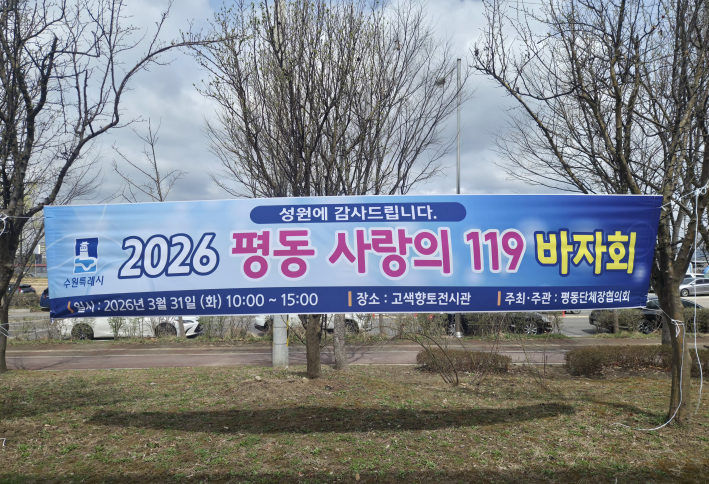 성원에 감사드립니다.
수원특례시
2026 평동 사랑의 119 바자회
일시 : 2026년 3월 31일 (화) 10:00 ~ 15:00 장소 : 고색향토전시관 주최·주관 : 평동단체장협의회